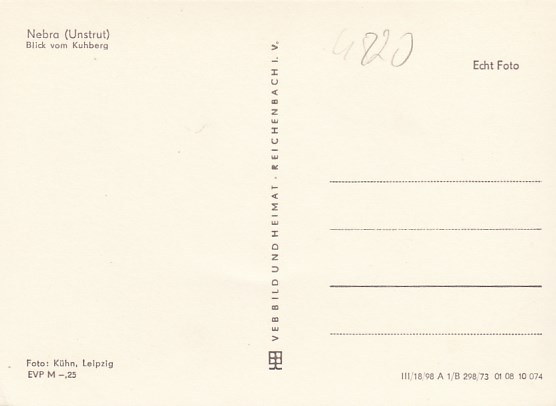 Nebra (Unstrut)
Blick vom Kuhberg
4820
Echt Foto
VEB BILD UND HEIMAT . REICHENBACH I. V.
Foto: Kühn, Leipzig
EVP M –,25
III/18/98 A 1/B 298/73 01 08 10 074